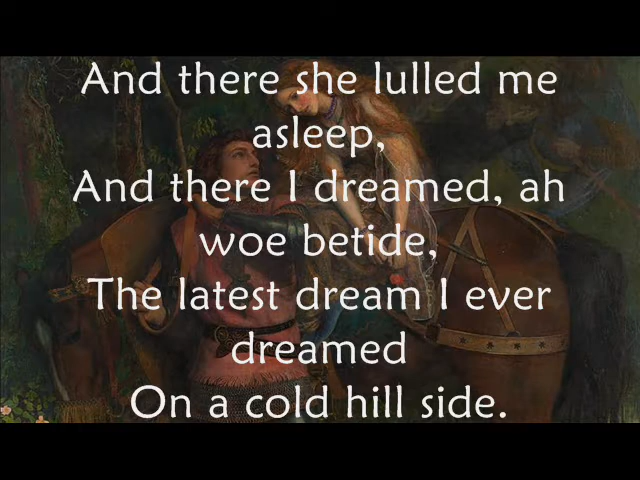 And there she lulled me
asleep,
And there I dreamed, ah
woe betide,
The latest dream I ever
dreamed
On a cold hill side.